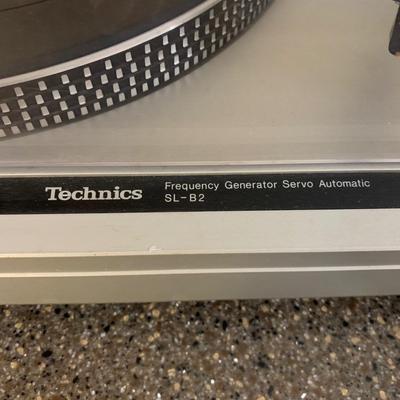 Technics
Frequency Generator Servo Automatic
SL-B2